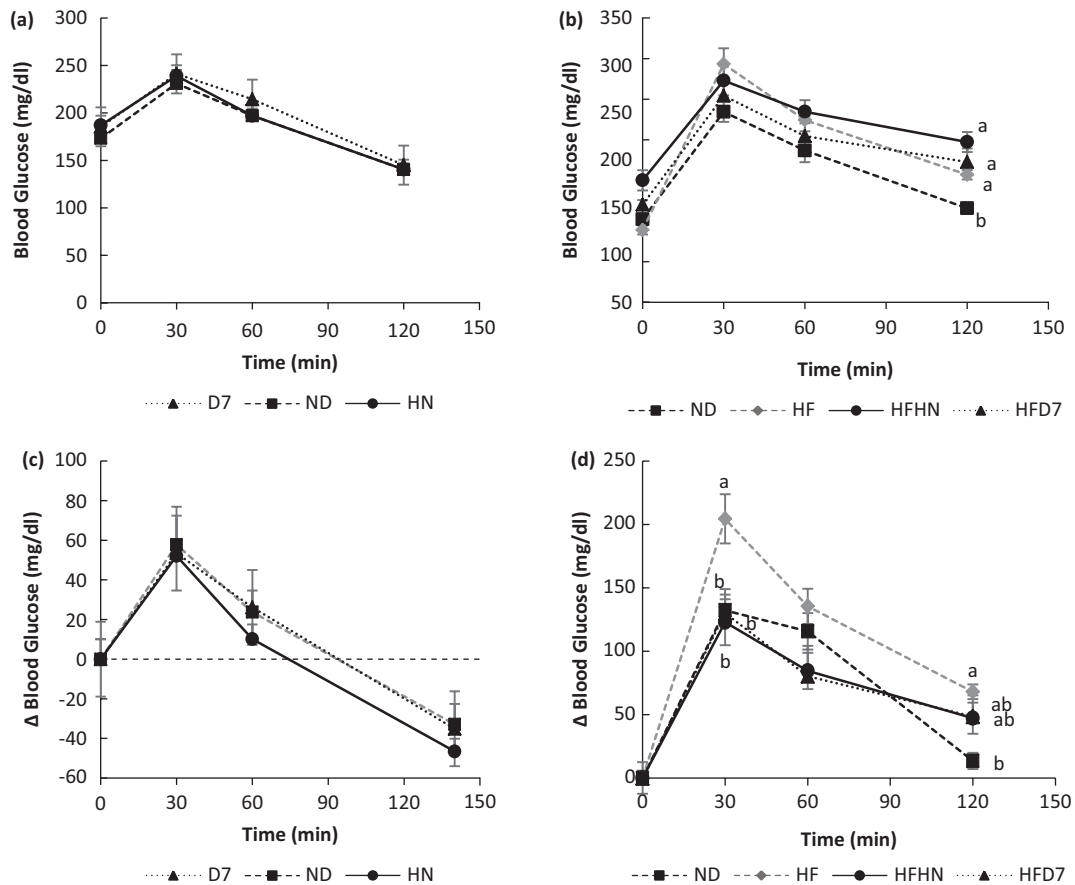 (a)
300
250
200
150
100
50
0
Blood Glucose (mg/dl)
0 30 60 90 120 150
Time (min)
D7 ND HN
(b)
350
300
250
200
150
100
50
Blood Glucose (mg/dl)
a
a
a
b
0 30 60 90 120 150
Time (min)
ND HF HFHN HFD7
(c)
100
80
60
40
20
0
-20
-40
-60
Δ Blood Glucose (mg/dl)
0 30 60 90 120 150
Time (min)
D7 ND HN
(d)
250
200
150
100
50
0
Δ Blood Glucose (mg/dl)
a
b
b
b
a
ab
ab
b
0 30 60 90 120 150
Time (min)
ND HF HFHN HFD7